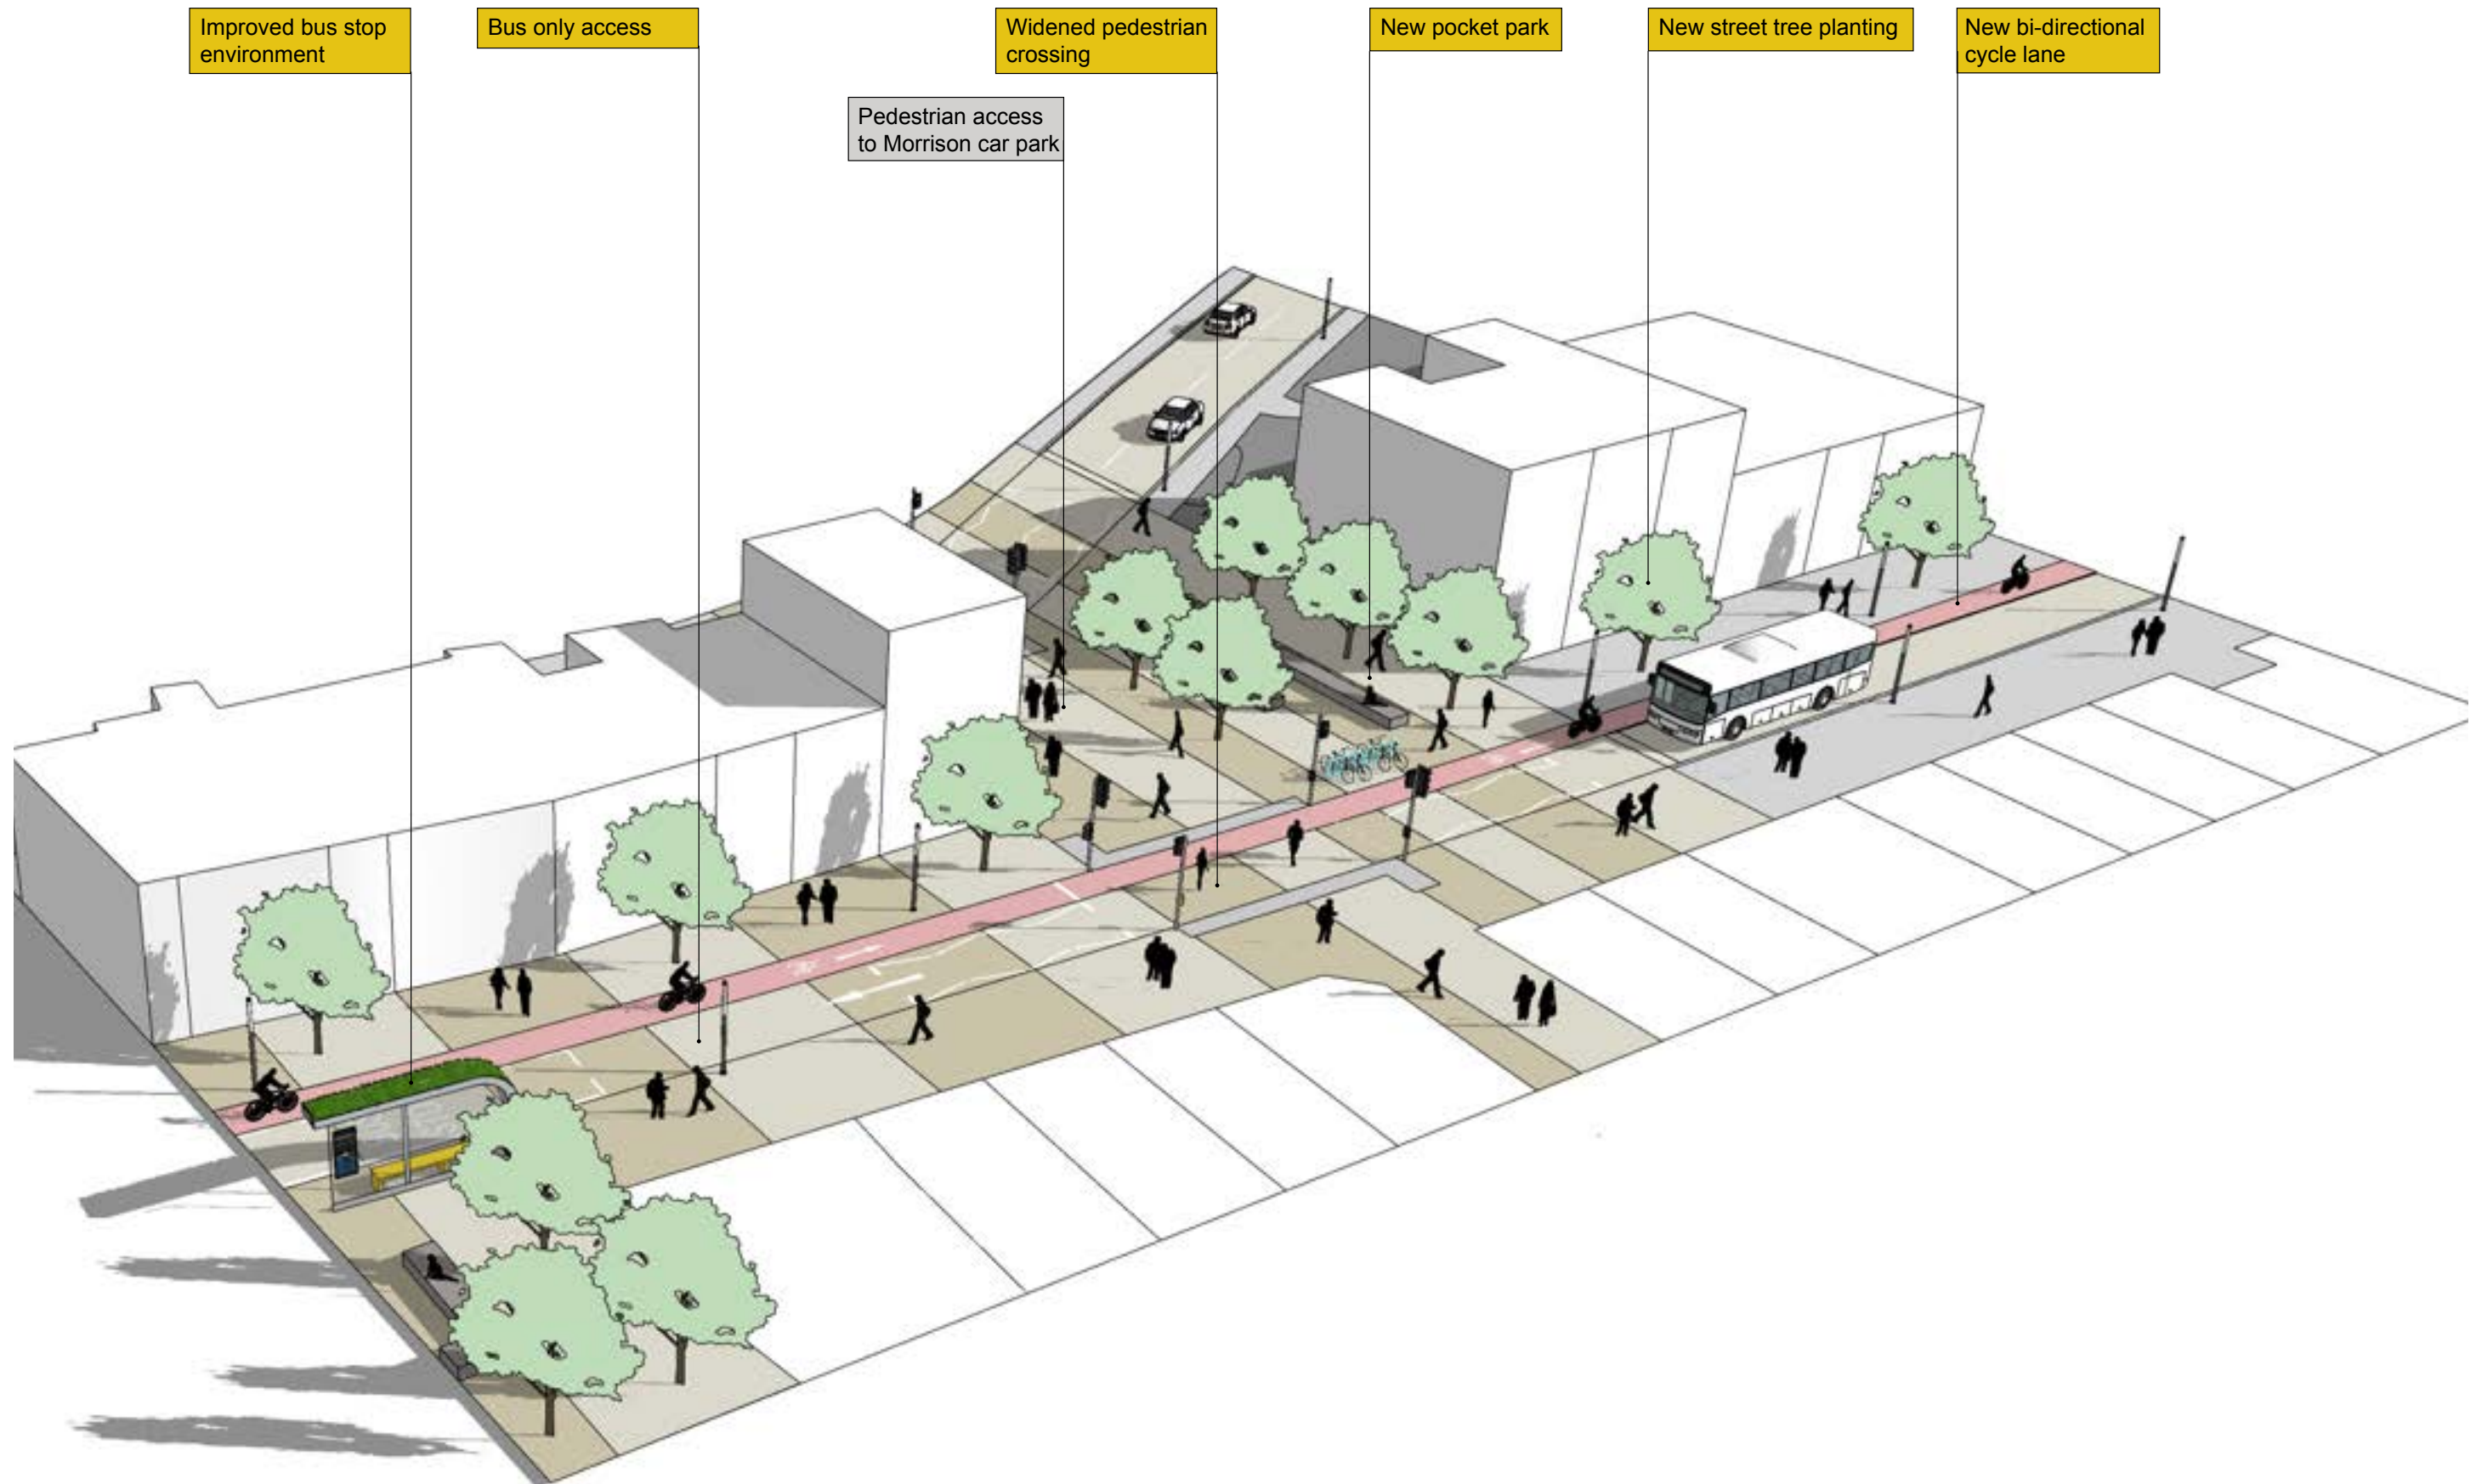 Improved bus stop
environment
Bus only access
Widened pedestrian
crossing
New pocket park
New street tree planting
New bi-directional
cycle lane
Pedestrian access
to Morrison car park